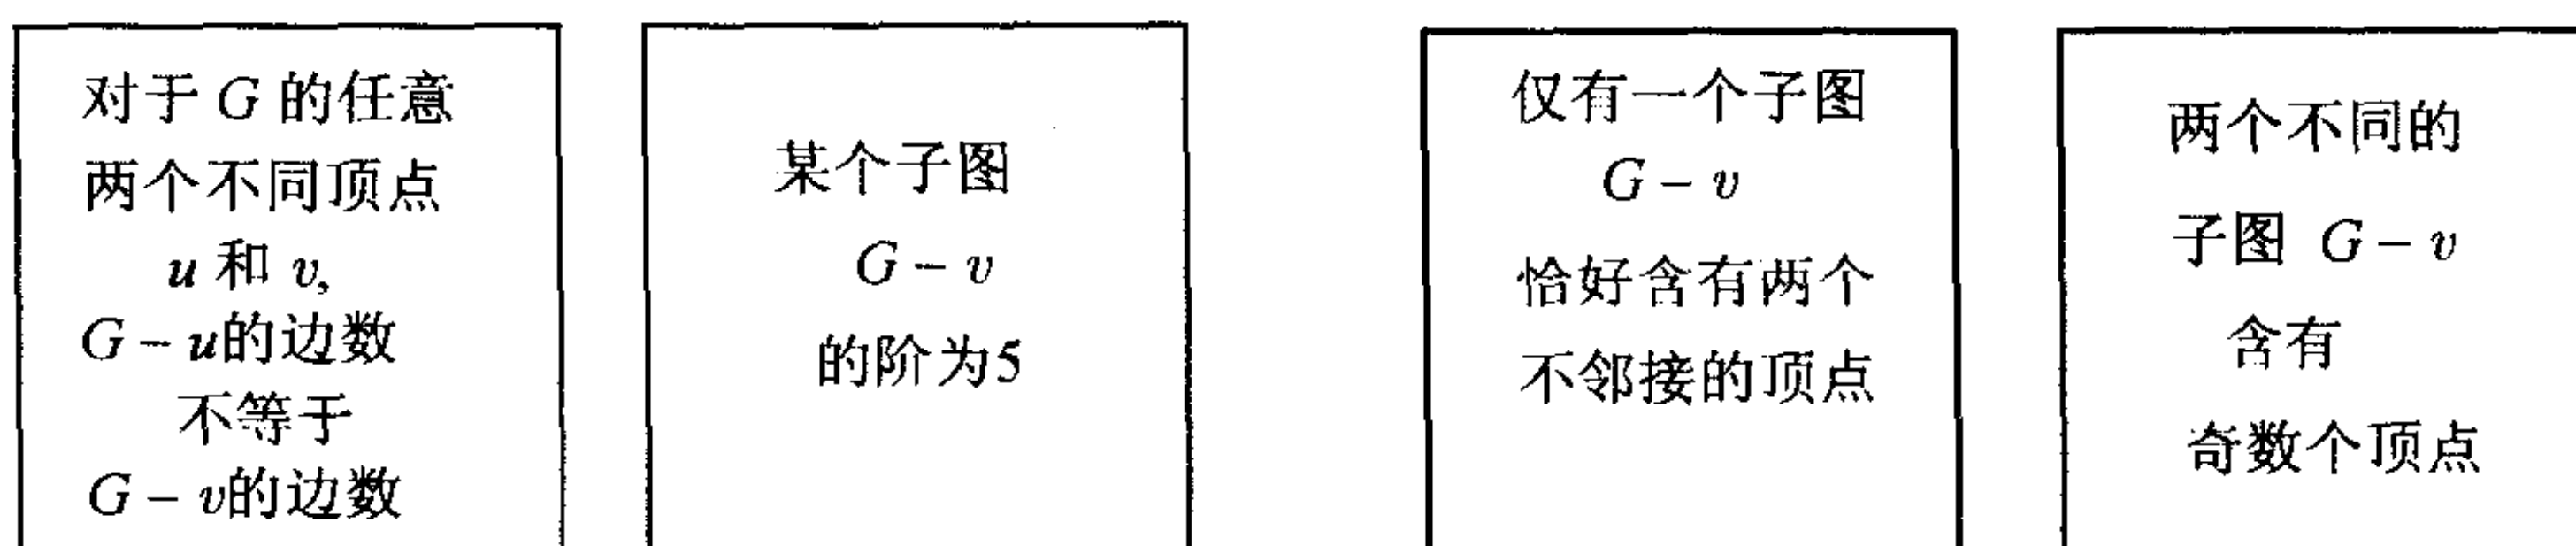 对于 G 的任意
两个不同顶点
u 和 v,
G – u的边数
不等于
G – v的边数
某个子图
G – v
的阶为5
仅有一个子图
G – v
恰好含有两个
不邻接的顶点
两个不同的
子图 G – v
含有
奇数个顶点